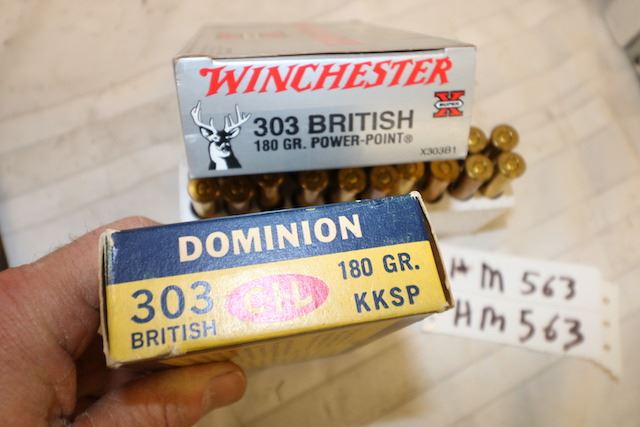 WINCHESTER
SUPER X
303 BRITISH
180 GR. POWER-POINT®
X303B1
DOMINION
303
BRITISH
CIL
180 GR.
KKSP
HM 563
HM 563